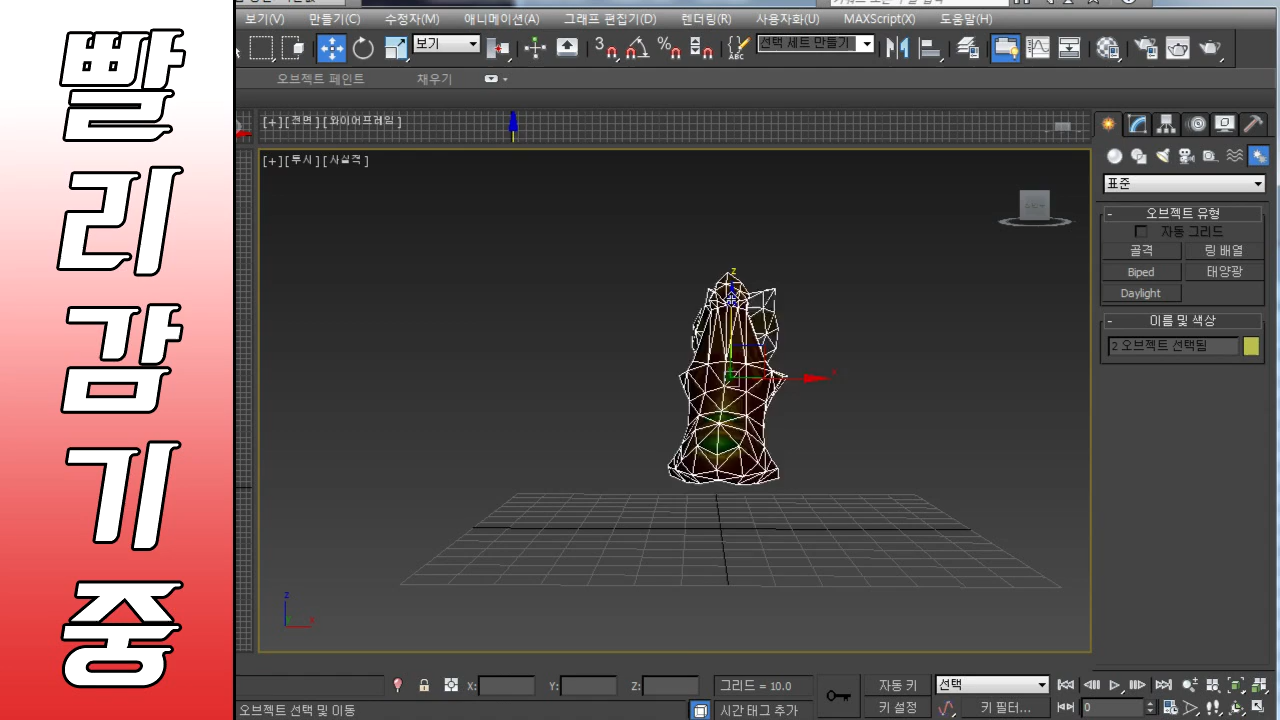 빨
리
감
기
중
보기(V) 만들기(C) 수정자(M) 애니메이션(A) 그래프 편집기(D) 렌더링(R) 사용자화(U) MAXScript(X) 도움말(H)
보기 3 % ABC 선택 세트 만들기
오브젝트 페인트 채우기
[+][전면][와이어프레임]
[+][투시][사실적]
표준
- 오브젝트 유형
자동 그리드
골격 링 배열
Biped 태양광
Daylight
- 이름 및 색상
2 오브젝트 선택됨
z
x
z
x
X: Y: Z: 그리드 = 10.0 자동 키 선택
오브젝트 선택 및 이동 시간 태그 추가 키 설정 키 필터... 0